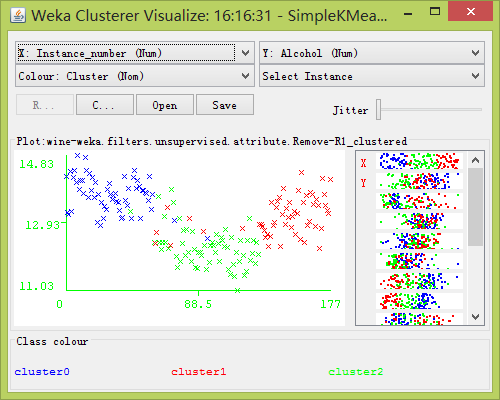 Weka Clusterer Visualize: 16:16:31 - SimpleKMea...
X: Instance_number (Num) Y: Alcohol (Num)
Colour: Cluster (Nom) Select Instance
R... C... Open Save Jitter
Plot:wine-weka.filters.unsupervised.attribute.Remove-R1_clustered
14.83
12.93
11.03
0 88.5 177
X
Y
Class colour
cluster0 cluster1 cluster2